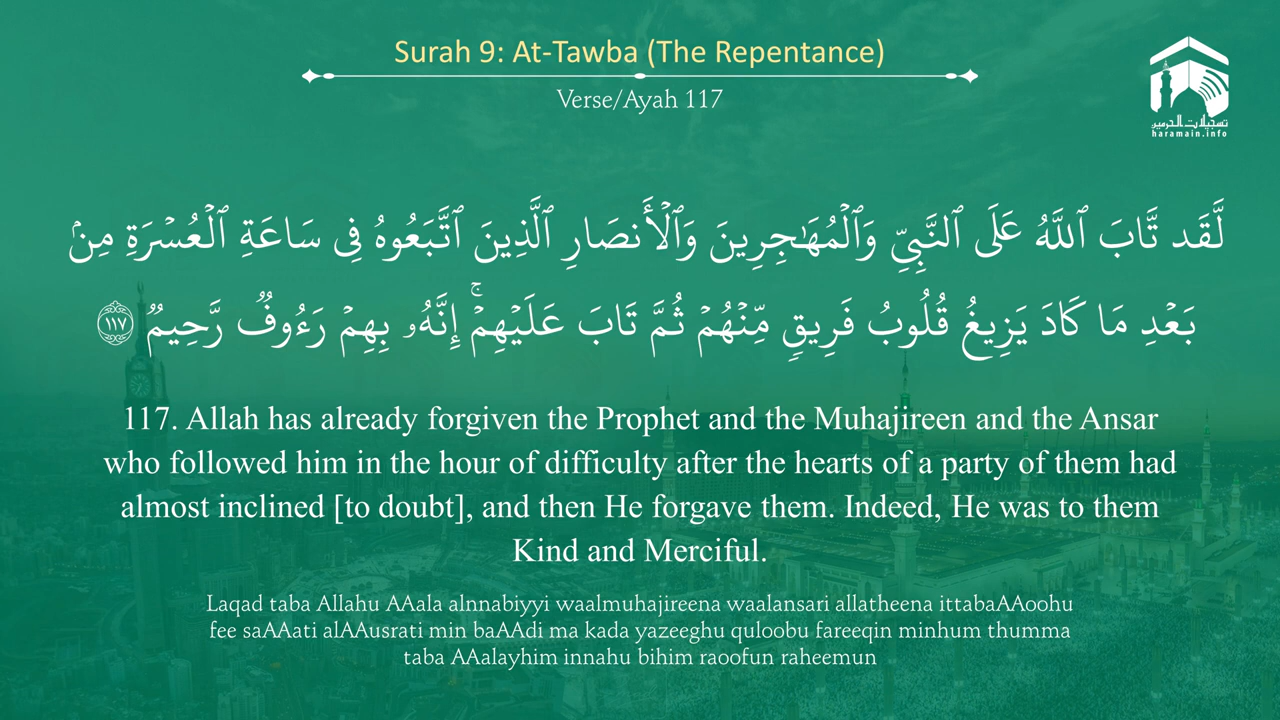 Surah 9: At-Tawba (The Repentance)
Verse/Ayah 117
تسجيلات الحرمين
haramain.info
لَّقَد تَّابَ ٱللَّهُ عَلَى ٱلنَّبِيِّ وَٱلْمُهَـٰجِرِينَ وَٱلْأَنصَارِ ٱلَّذِينَ ٱتَّبَعُوهُ فِى سَاعَةِ ٱلْعُسْرَةِ مِنۢ
بَعْدِ مَا كَادَ يَزِيغُ قُلُوبُ فَرِيقٍ مِّنْهُمْ ثُمَّ تَابَ عَلَيْهِمْ ۚ إِنَّهُۥ بِهِمْ رَءُوفٌ رَّحِيمٌ ١١٧
117. Allah has already forgiven the Prophet and the Muhajireen and the Ansar
who followed him in the hour of difficulty after the hearts of a party of them had
almost inclined [to doubt], and then He forgave them. Indeed, He was to them
Kind and Merciful.
Laqad taba Allahu AAala alnnabiyyi waalmuhajireena waalansari allatheena ittabaAAoohu
fee saAAati alAAusrati min baAAdi ma kada yazeeghu quloobu fareeqin minhum thumma
taba AAalayhim innahu bihim raoofun raheemun